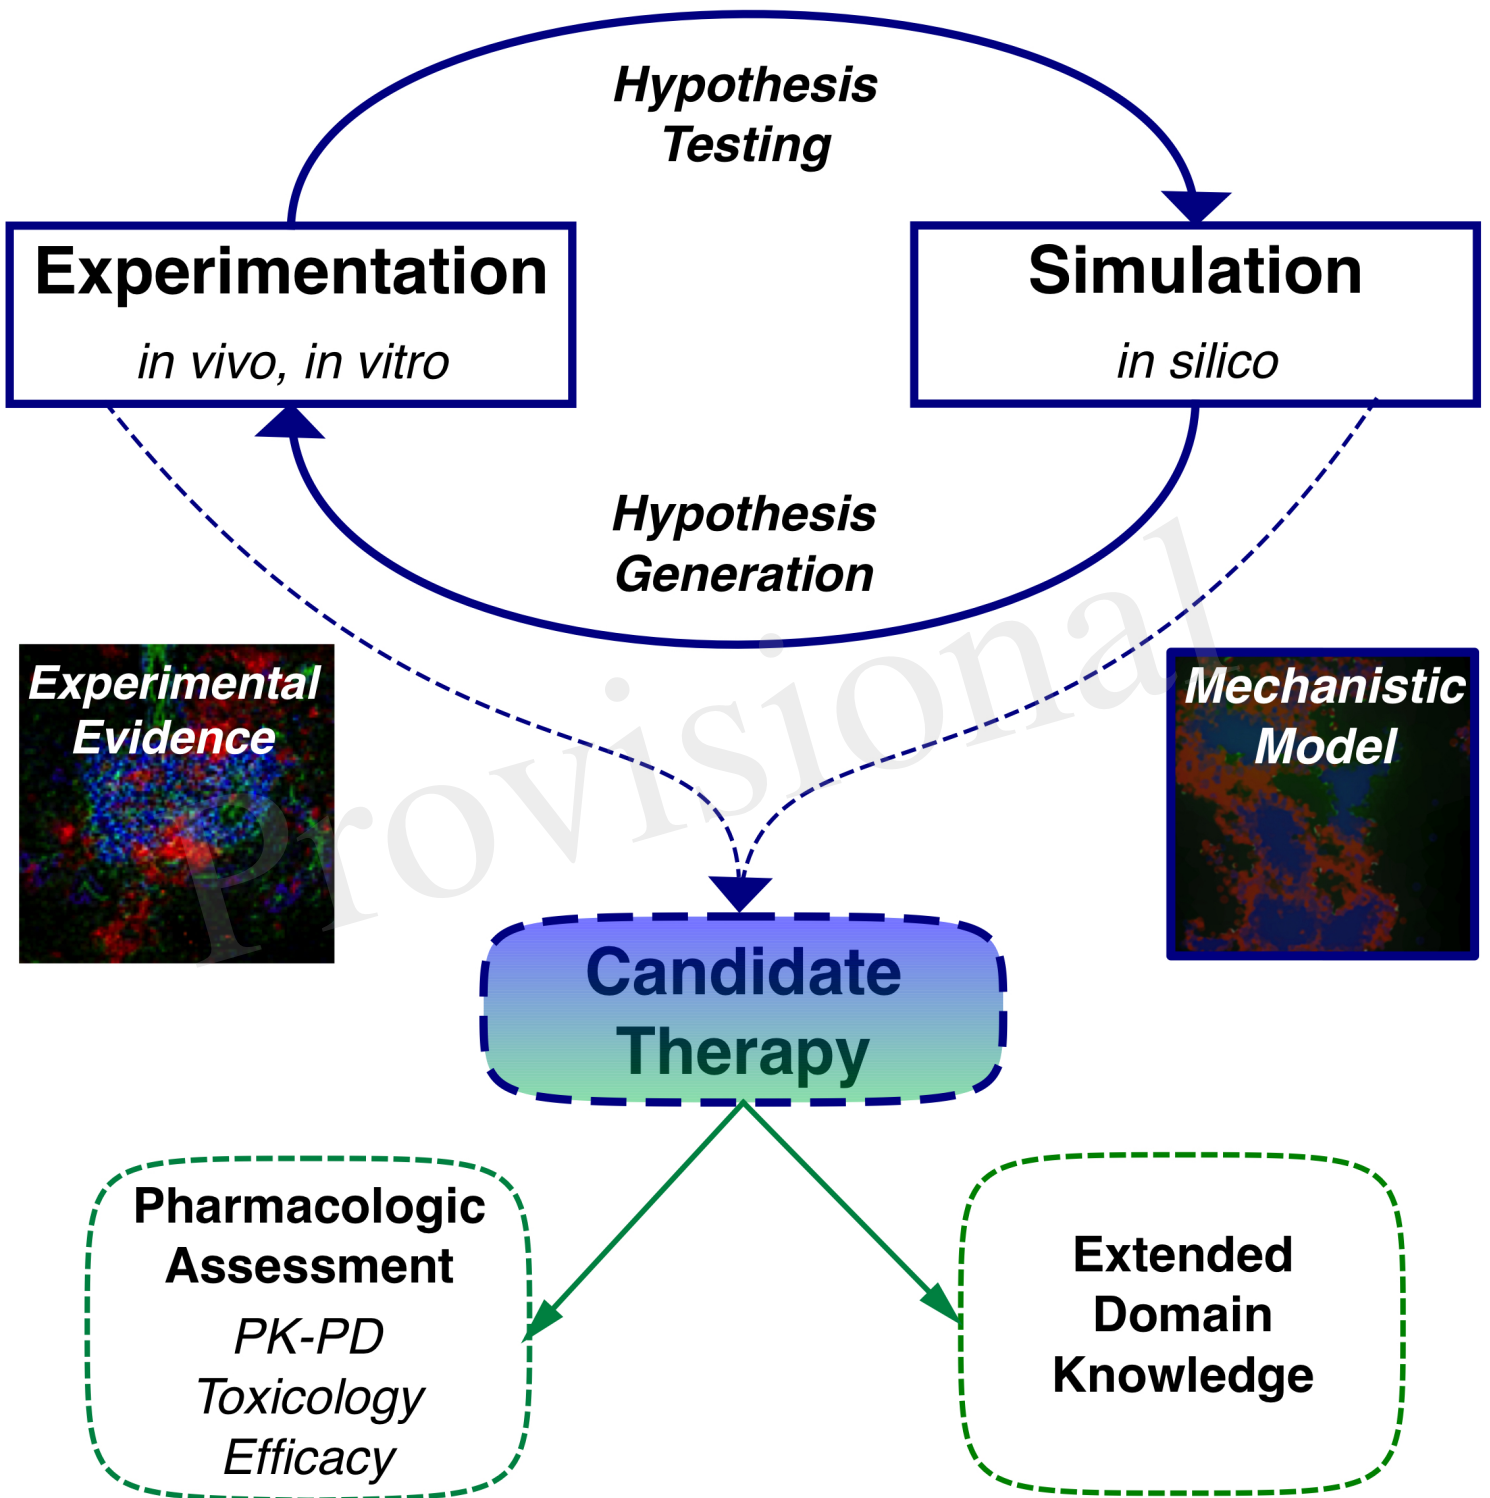 Hypothesis
Testing
Experimentation
in vivo, in vitro
Simulation
in silico
Hypothesis
Generation
Experimental
Evidence
Mechanistic
Model
Provisional
Candidate
Therapy
Pharmacologic
Assessment
PK-PD
Toxicology
Efficacy
Extended
Domain
Knowledge